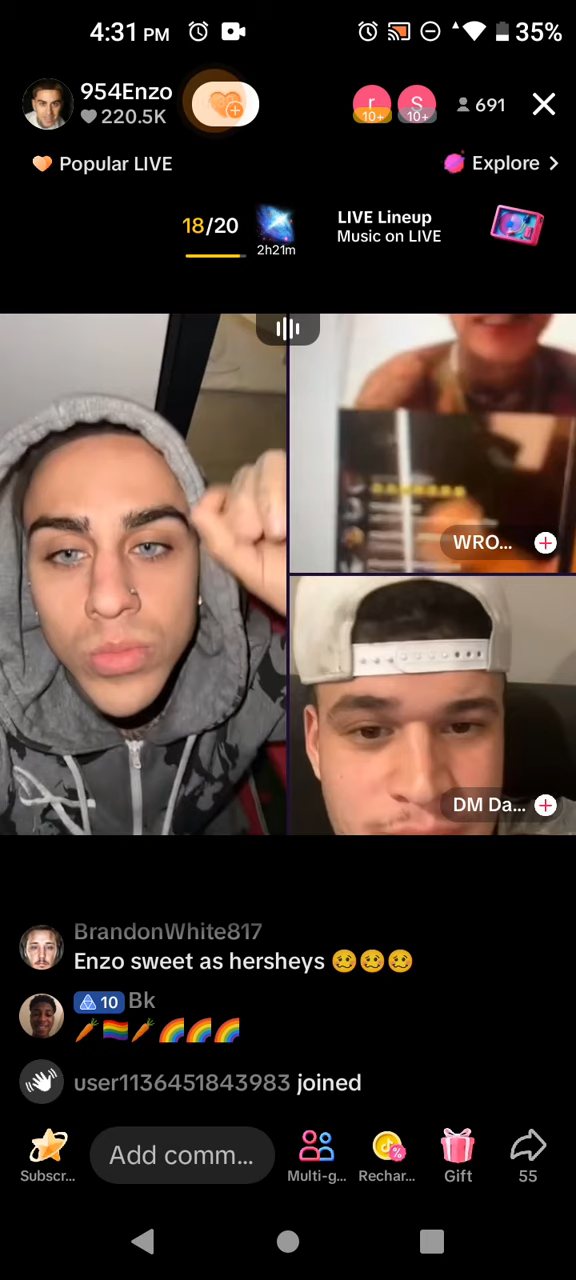 4:31 PM 35%
954Enzo
220.5K
r 10+ S 10+ 691
Popular LIVE Explore >
18/20 2h21m LIVE Lineup
Music on LIVE
WRO...
DM Da...
BrandonWhite817
Enzo sweet as hersheys 🥴🥴🥴
10 Bk
🥕🏳️‍🌈🥕🌈🌈🌈
user1136451843983 joined
Add comm...
Subscr... Multi-g... Rechar... Gift 55